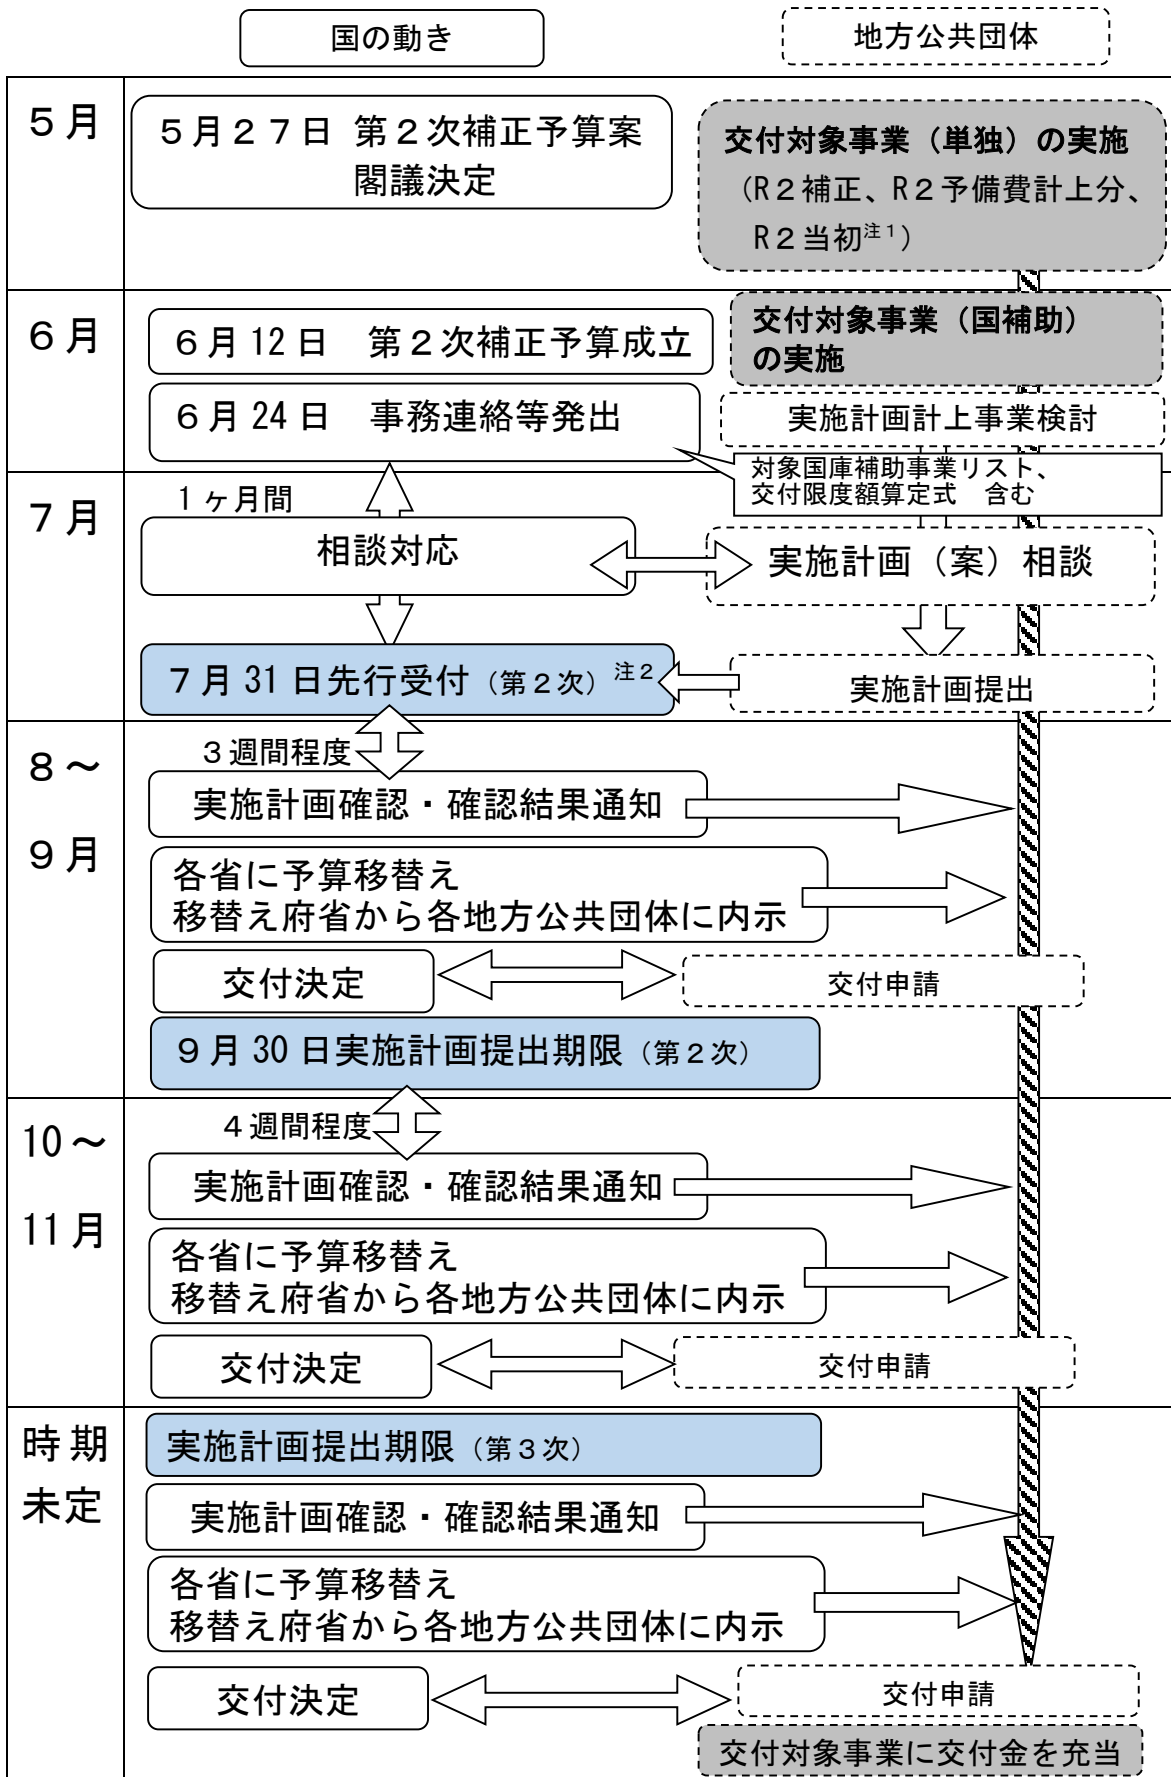 国の動き
地方公共団体
５月
５月２７日 第２次補正予算案
閣議決定
交付対象事業（単独）の実施
（R２補正、R２予備費計上分、
R２当初注１）
６月
６月12日　第２次補正予算成立
交付対象事業（国補助）
の実施
６月24日　事務連絡等発出
実施計画計上事業検討
対象国庫補助事業リスト、
交付限度額算定式　含む
７月
１ヶ月間
相談対応
実施計画（案）相談
７月31日先行受付（第２次）注２
実施計画提出
８～
９月
３週間程度
実施計画確認・確認結果通知
各省に予算移替え
移替え府省から各地方公共団体に内示
交付決定
交付申請
９月30日実施計画提出期限（第２次）
10～
11月
４週間程度
実施計画確認・確認結果通知
各省に予算移替え
移替え府省から各地方公共団体に内示
交付決定
交付申請
時期
未定
実施計画提出期限（第３次）
実施計画確認・確認結果通知
各省に予算移替え
移替え府省から各地方公共団体に内示
交付決定
交付申請
交付対象事業に交付金を充当